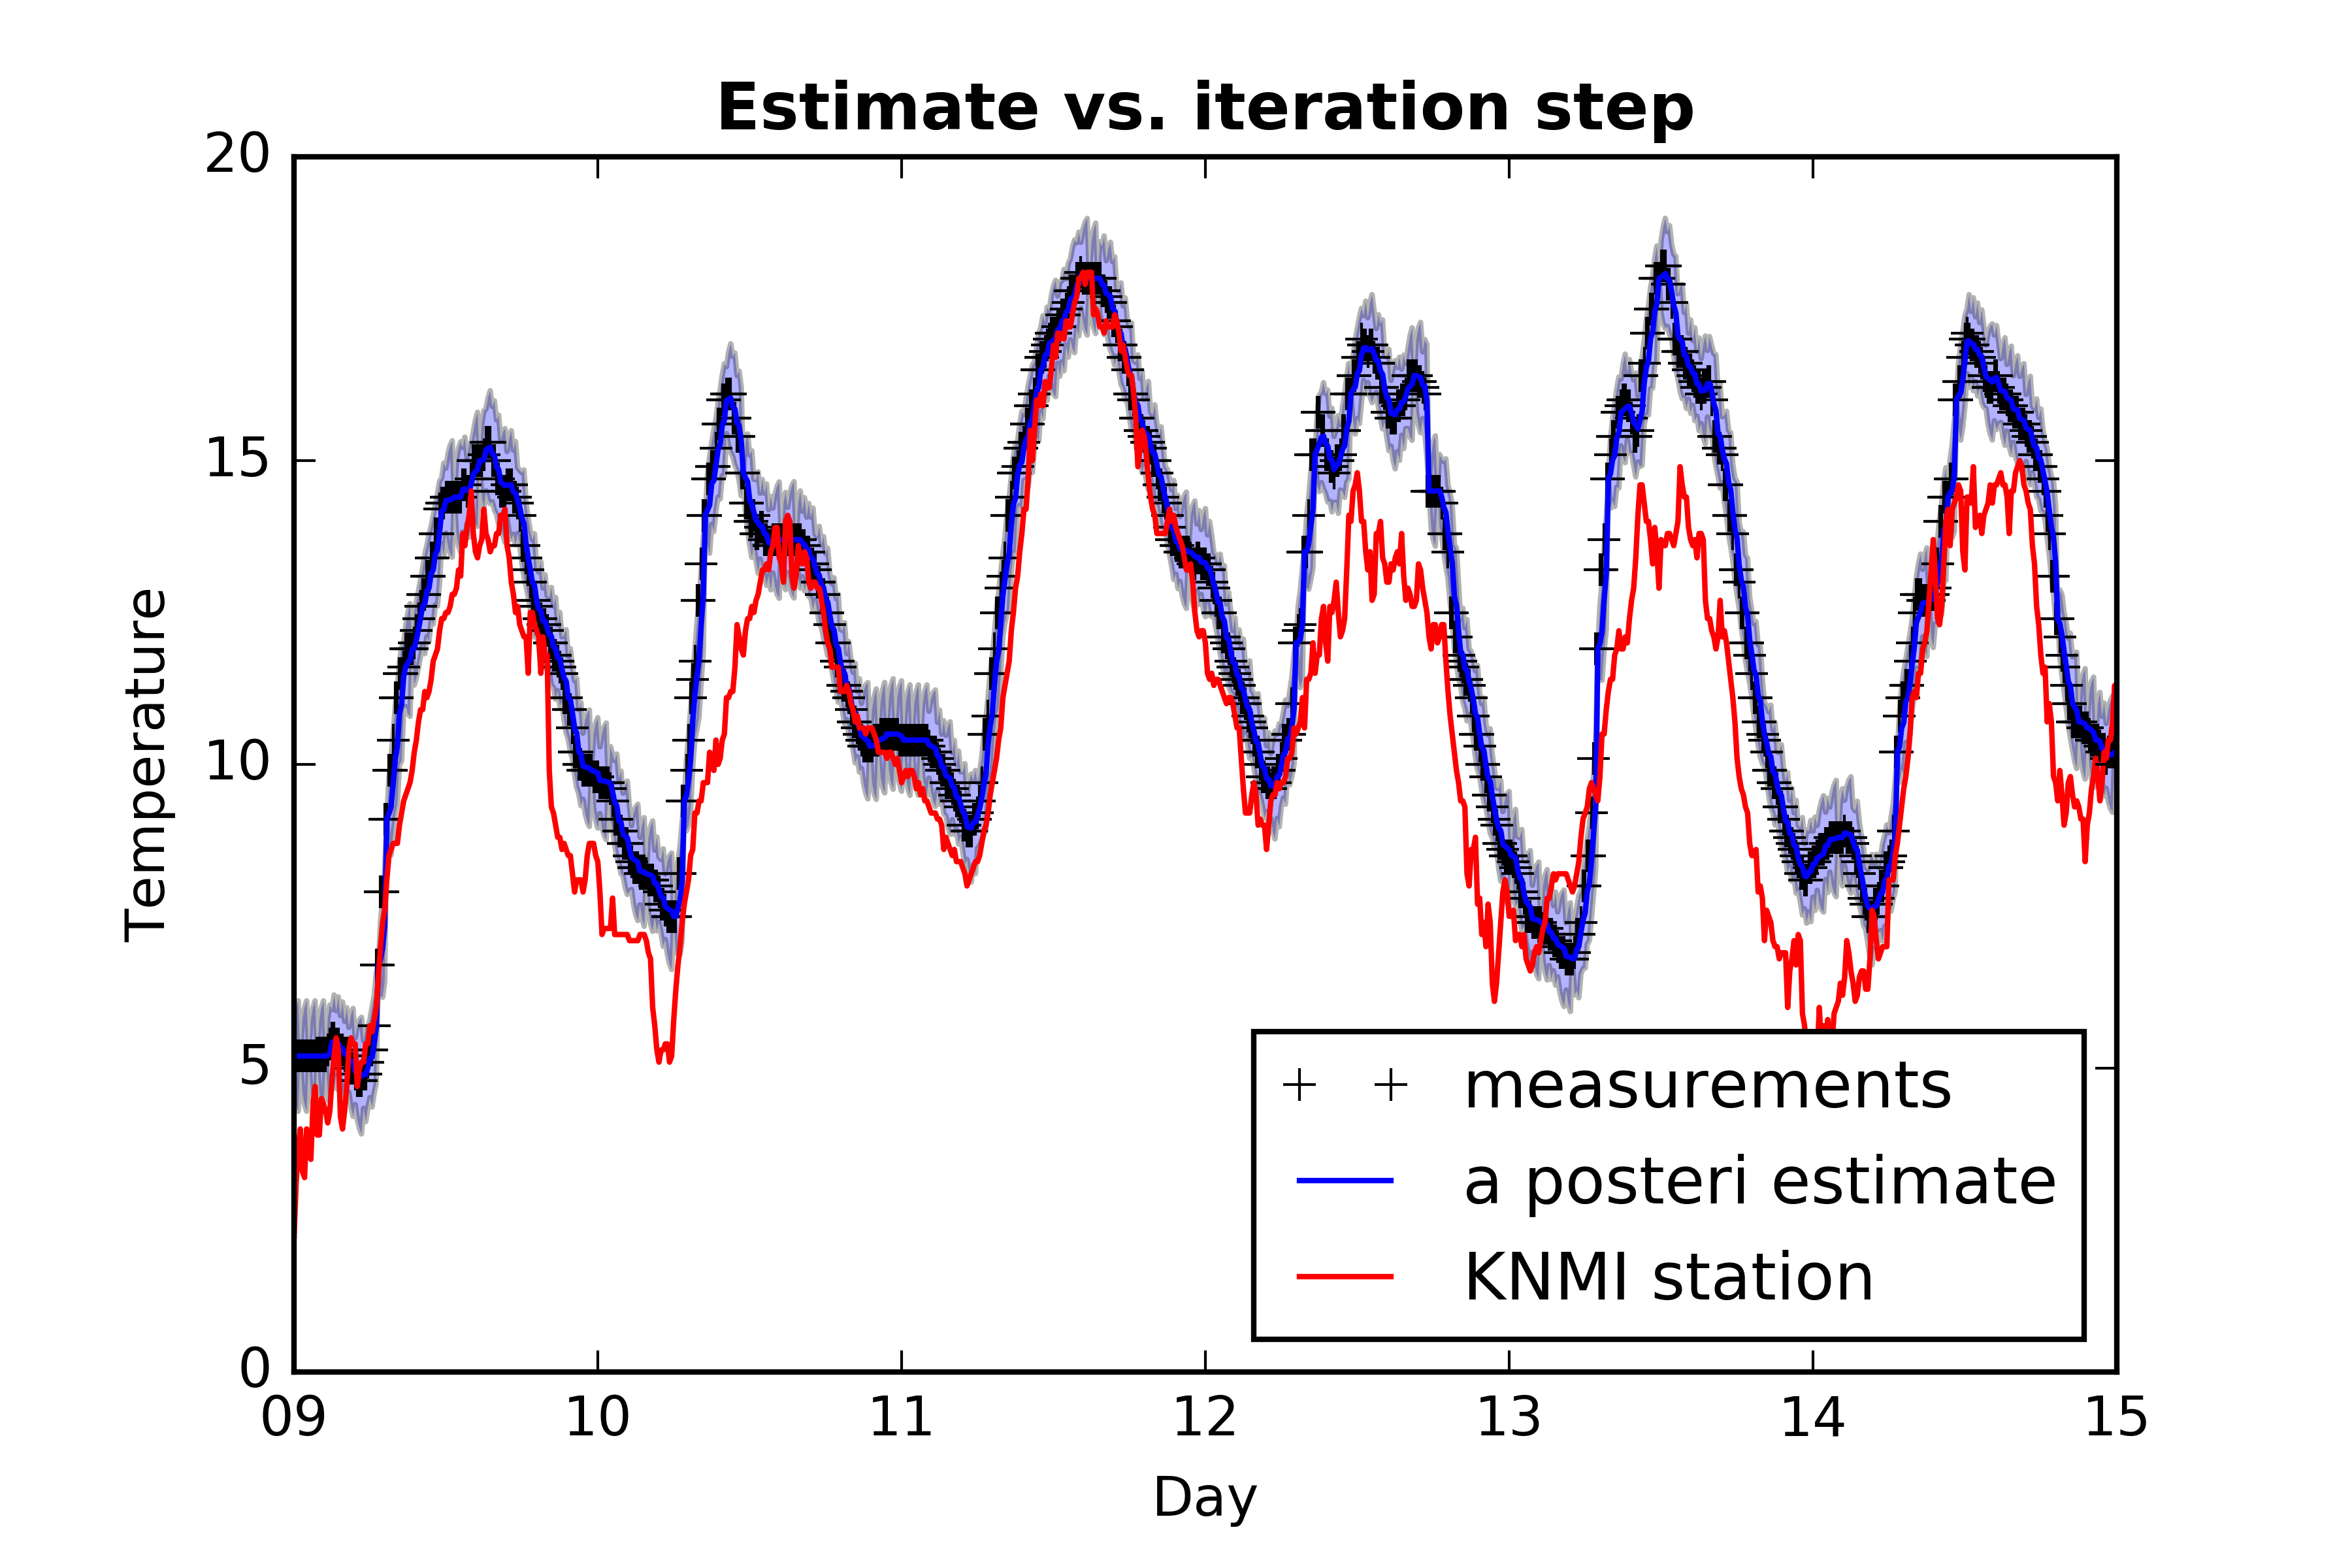 Estimate vs. iteration step
20
15
10
5
0
Temperature
09 10 11 12 13 14 15
Day
measurements
a posteri estimate
KNMI station